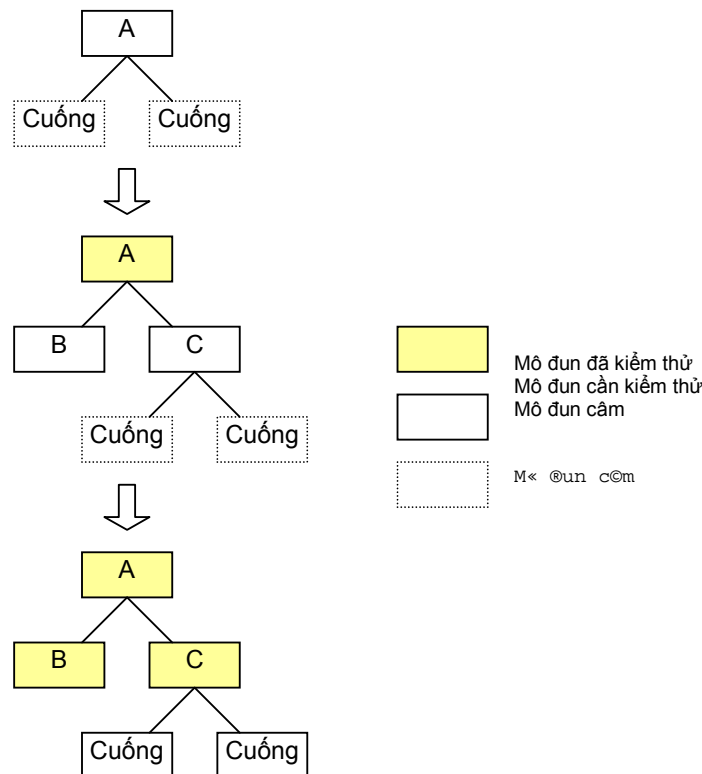 A
Cuống Cuống
A
B C
Cuống Cuống
Mô đun đã kiểm thử
Mô đun cần kiểm thử
Mô đun câm
M« ®un c©m
A
B C
Cuống Cuống